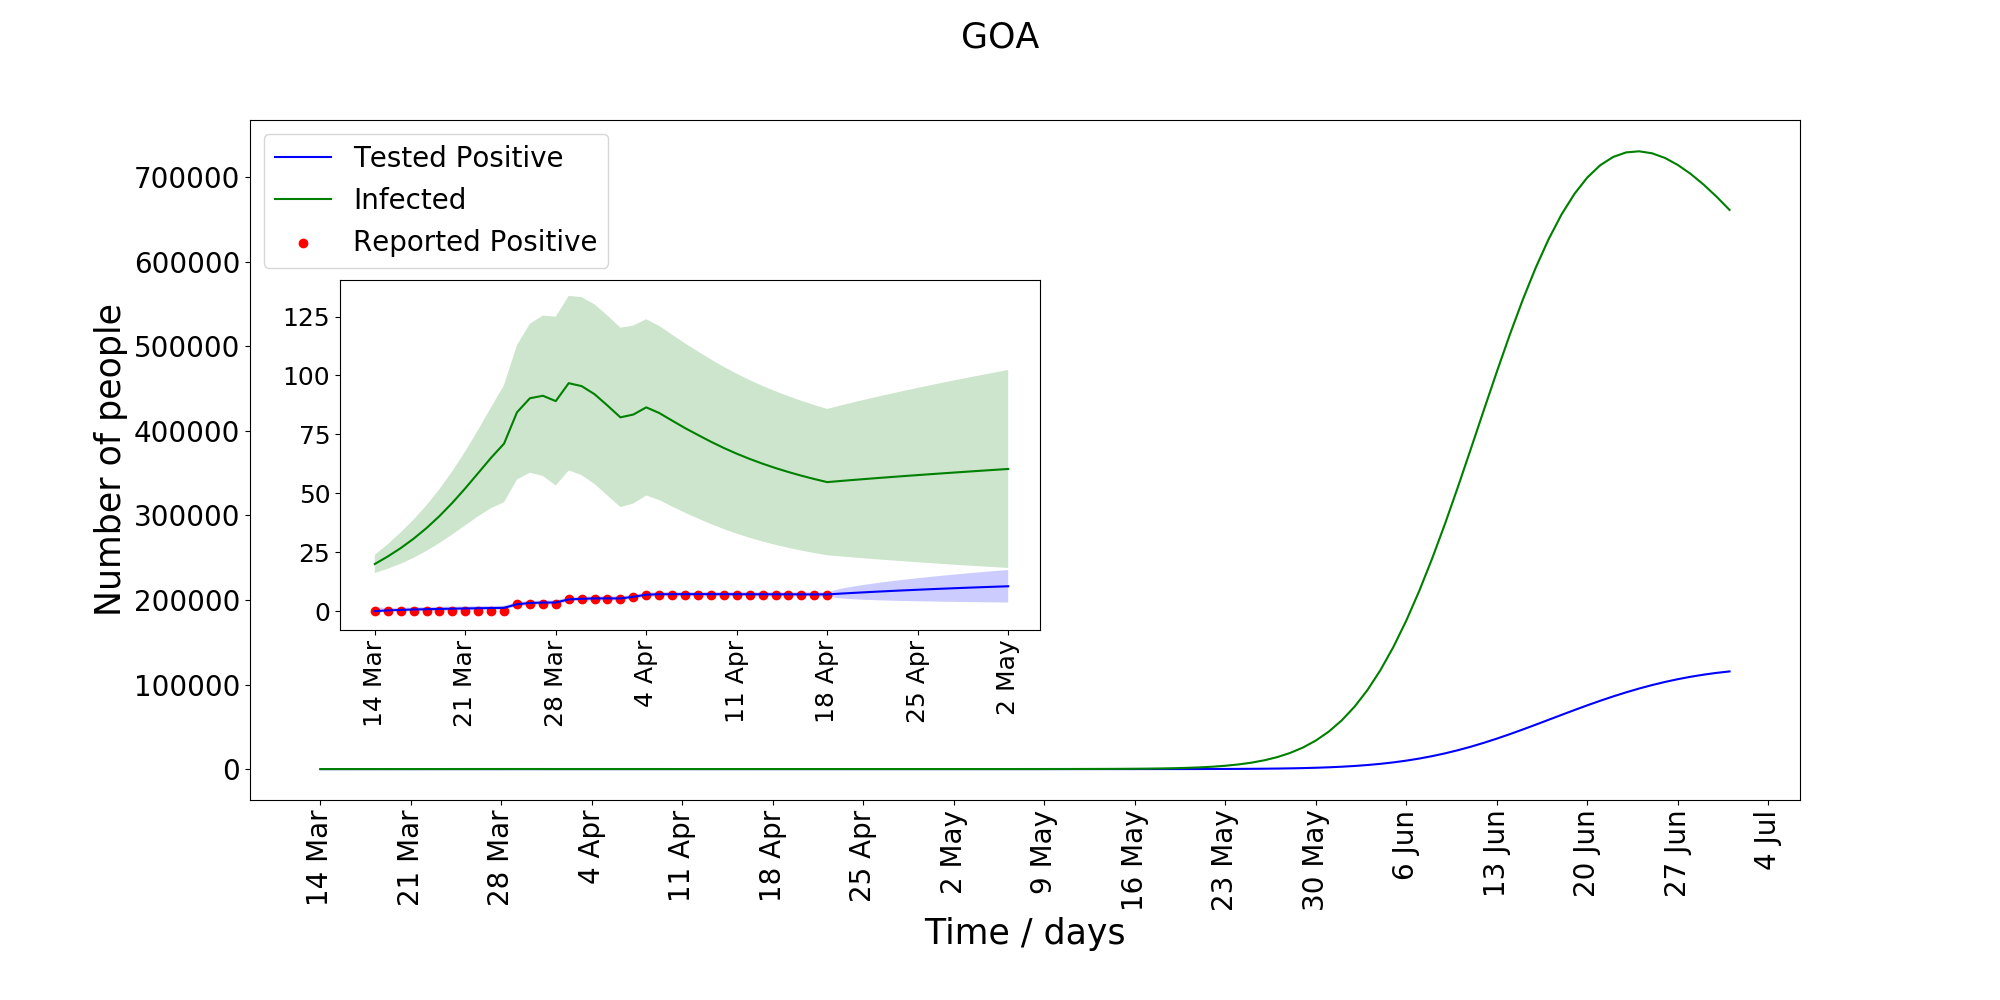 GOA
Tested Positive
Infected
Reported Positive
Number of people
700000
600000
500000
400000
300000
200000
100000
0
125
100
75
50
25
0
14 Mar
21 Mar
28 Mar
4 Apr
11 Apr
18 Apr
25 Apr
2 May
14 Mar
21 Mar
28 Mar
4 Apr
11 Apr
18 Apr
25 Apr
2 May
9 May
16 May
23 May
30 May
6 Jun
13 Jun
20 Jun
27 Jun
4 Jul
Time / days